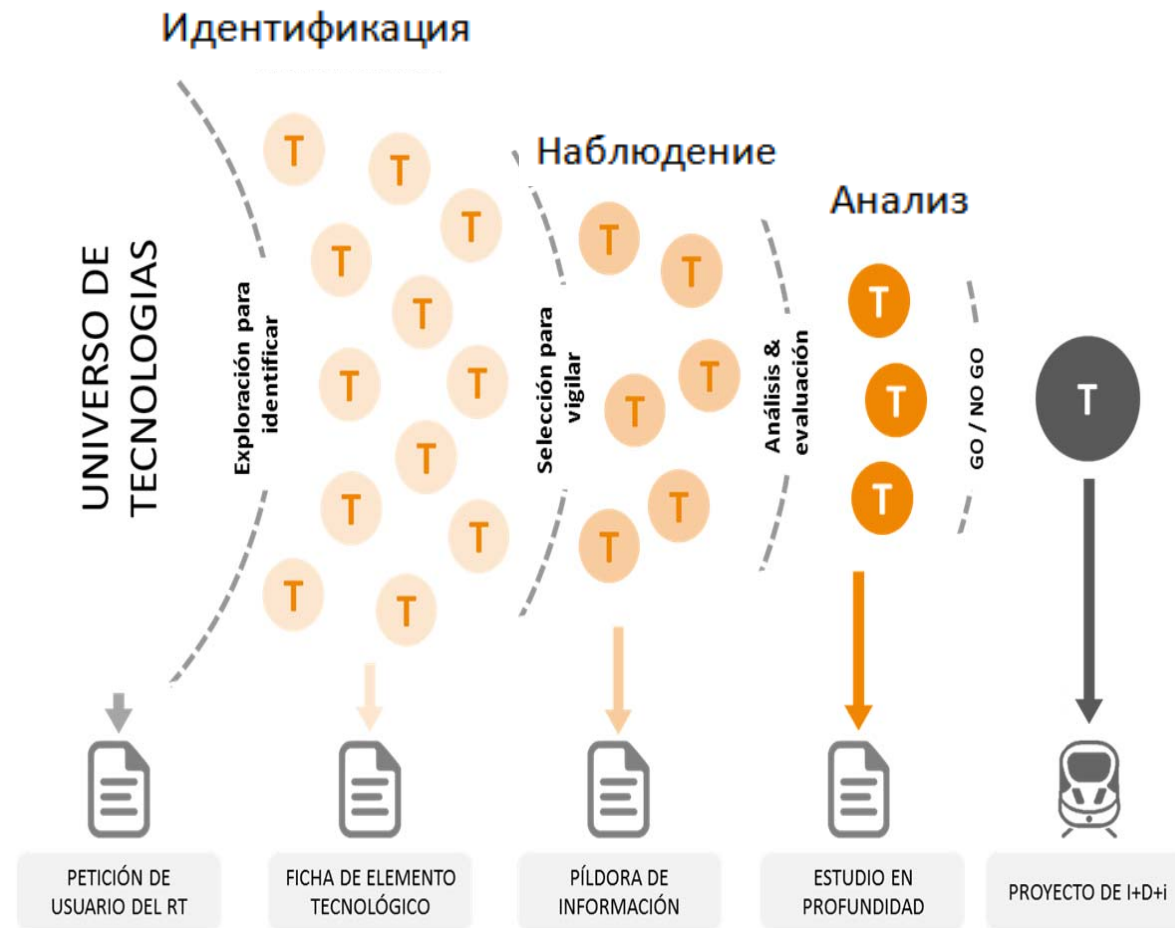 Идентификация
Наблюдение
Анализ
UNIVERSO DE
TECNOLOGIAS
Exploración para
identificar
T
T
T
T
T
T
T
T
T
T
T
T
Selección para
vigilar
T
T
T
T
T
T
Análisis &
evaluación
T
T
T
GO / NO GO
T
PETICIÓN DE
USUARIO DEL RT
FICHA DE ELEMENTO
TECNOLÓGICO
PÍLDORA DE
INFORMACIÓN
ESTUDIO EN
PROFUNDIDAD
PROYECTO DE I+D+i